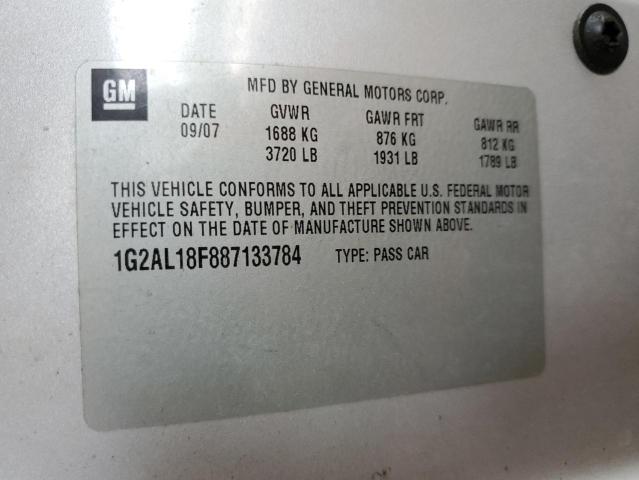 GM
MFD BY GENERAL MOTORS CORP.
DATE GVWR GAWR FRT GAWR RR
09/07 1688 KG 876 KG 812 KG
3720 LB 1931 LB 1789 LB
THIS VEHICLE CONFORMS TO ALL APPLICABLE U.S. FEDERAL MOTOR
VEHICLE SAFETY, BUMPER, AND THEFT PREVENTION STANDARDS IN
EFFECT ON THE DATE OF MANUFACTURE SHOWN ABOVE.
1G2AL18F887133784 TYPE: PASS CAR